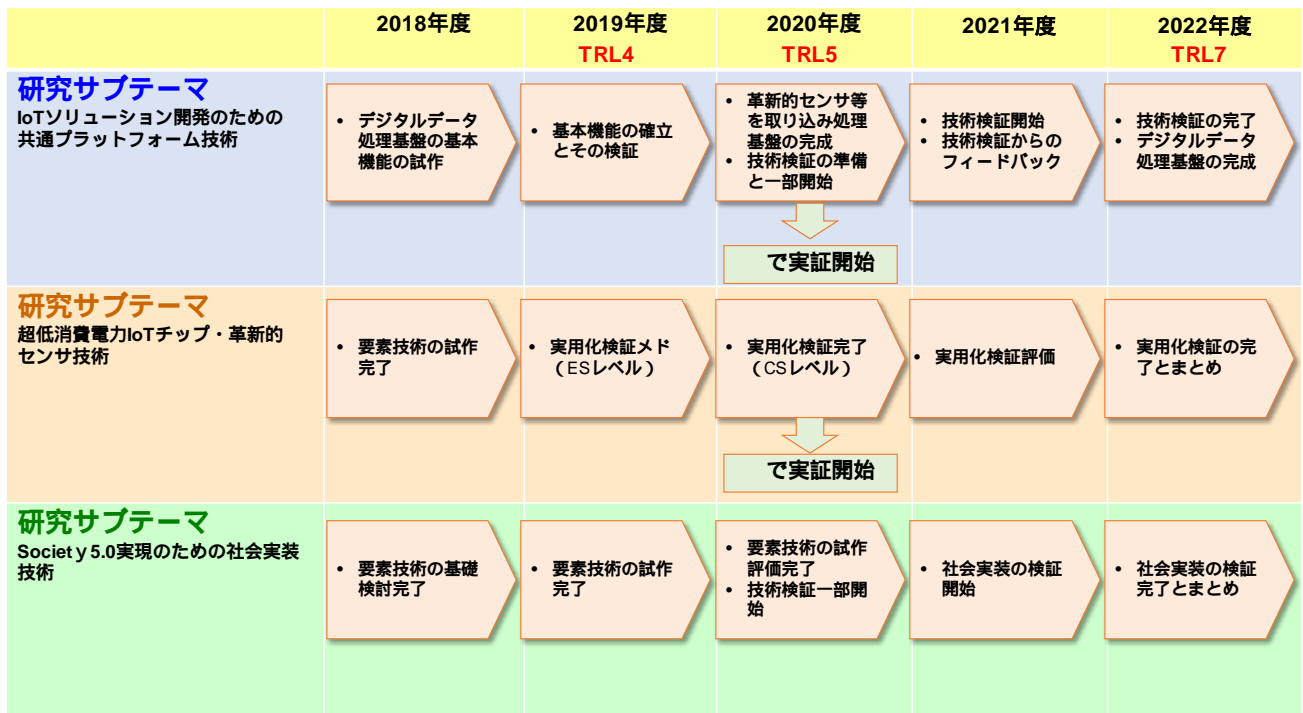 2018年度
2019年度
TRL4
2020年度
TRL5
2021年度
2022年度
TRL7
研究サブテーマ
IoTソリューション開発のための
共通プラットフォーム技術
• デジタルデータ
処理基盤の基本
機能の試作
• 基本機能の確立
とその検証
• 革新的センサ等
を取り込み処理
基盤の完成
• 技術検証の準備
と一部開始
• 技術検証開始
• 技術検証からの
フィードバック
• 技術検証の完了
• デジタルデータ
処理基盤の完成
で実証開始
研究サブテーマ
超低消費電力IoTチップ・革新的
センサ技術
• 要素技術の試作
完了
• 実用化検証メド
（ESレベル）
• 実用化検証完了
（CSレベル）
• 実用化検証評価
• 実用化検証の完
了とまとめ
で実証開始
研究サブテーマ
Societｙ5.0実現のための社会実装
技術
• 要素技術の基礎
検討完了
• 要素技術の試作
完了
• 要素技術の試作
評価完了
• 技術検証一部開
始
• 社会実装の検証
開始
• 社会実装の検証
完了とまとめ